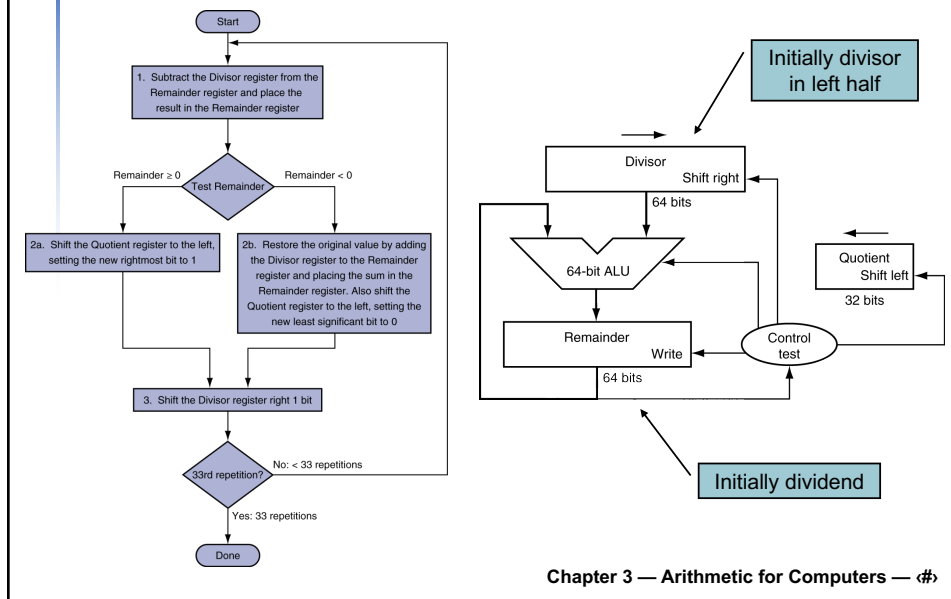 Start
1. Subtract the Divisor register from the
Remainder register and place the
result in the Remainder register
Remainder ≥ 0
Test Remainder
Remainder < 0
2a. Shift the Quotient register to the left,
setting the new rightmost bit to 1
2b. Restore the original value by adding
the Divisor register to the Remainder
register and placing the sum in the
Remainder register. Also shift the
Quotient register to the left, setting the
new least significant bit to 0
3. Shift the Divisor register right 1 bit
33rd repetition?
No: < 33 repetitions
Yes: 33 repetitions
Done
Initially divisor
in left half
Divisor
Shift right
64 bits
64-bit ALU
Quotient
Shift left
32 bits
Remainder
Write
64 bits
Control
test
Initially dividend
Chapter 3 — Arithmetic for Computers — ‹#›